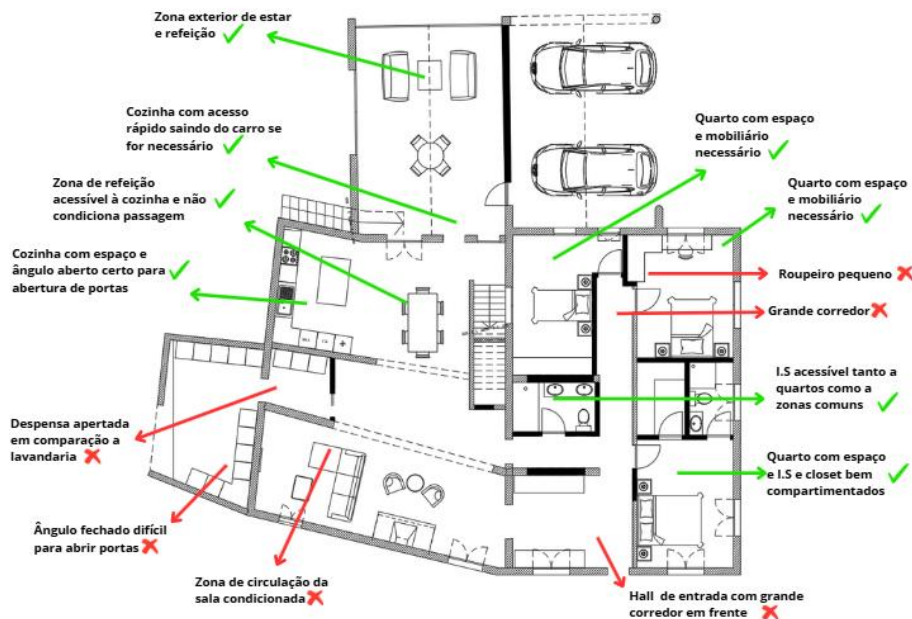 Zona exterior de estar
e refeição
Cozinha com acesso
rápido saindo do carro se
for necessário
Zona de refeição
acessível à cozinha e não
condiciona passagem
Cozinha com espaço e
ângulo aberto certo para
abertura de portas
Despensa apertada
em comparação a
lavandaria
Ângulo fechado difícil
para abrir portas
Zona de circulação da
sala condicionada
Quarto com espaço
e mobiliário
necessário
Quarto com espaço
e mobiliário
necessário
Roupeiro pequeno
Grande corredor
I.S acessível tanto a
quartos como a
zonas comuns
Quarto com espaço
e I.S e closet bem
compartimentados
Hall de entrada com grande
corredor em frente